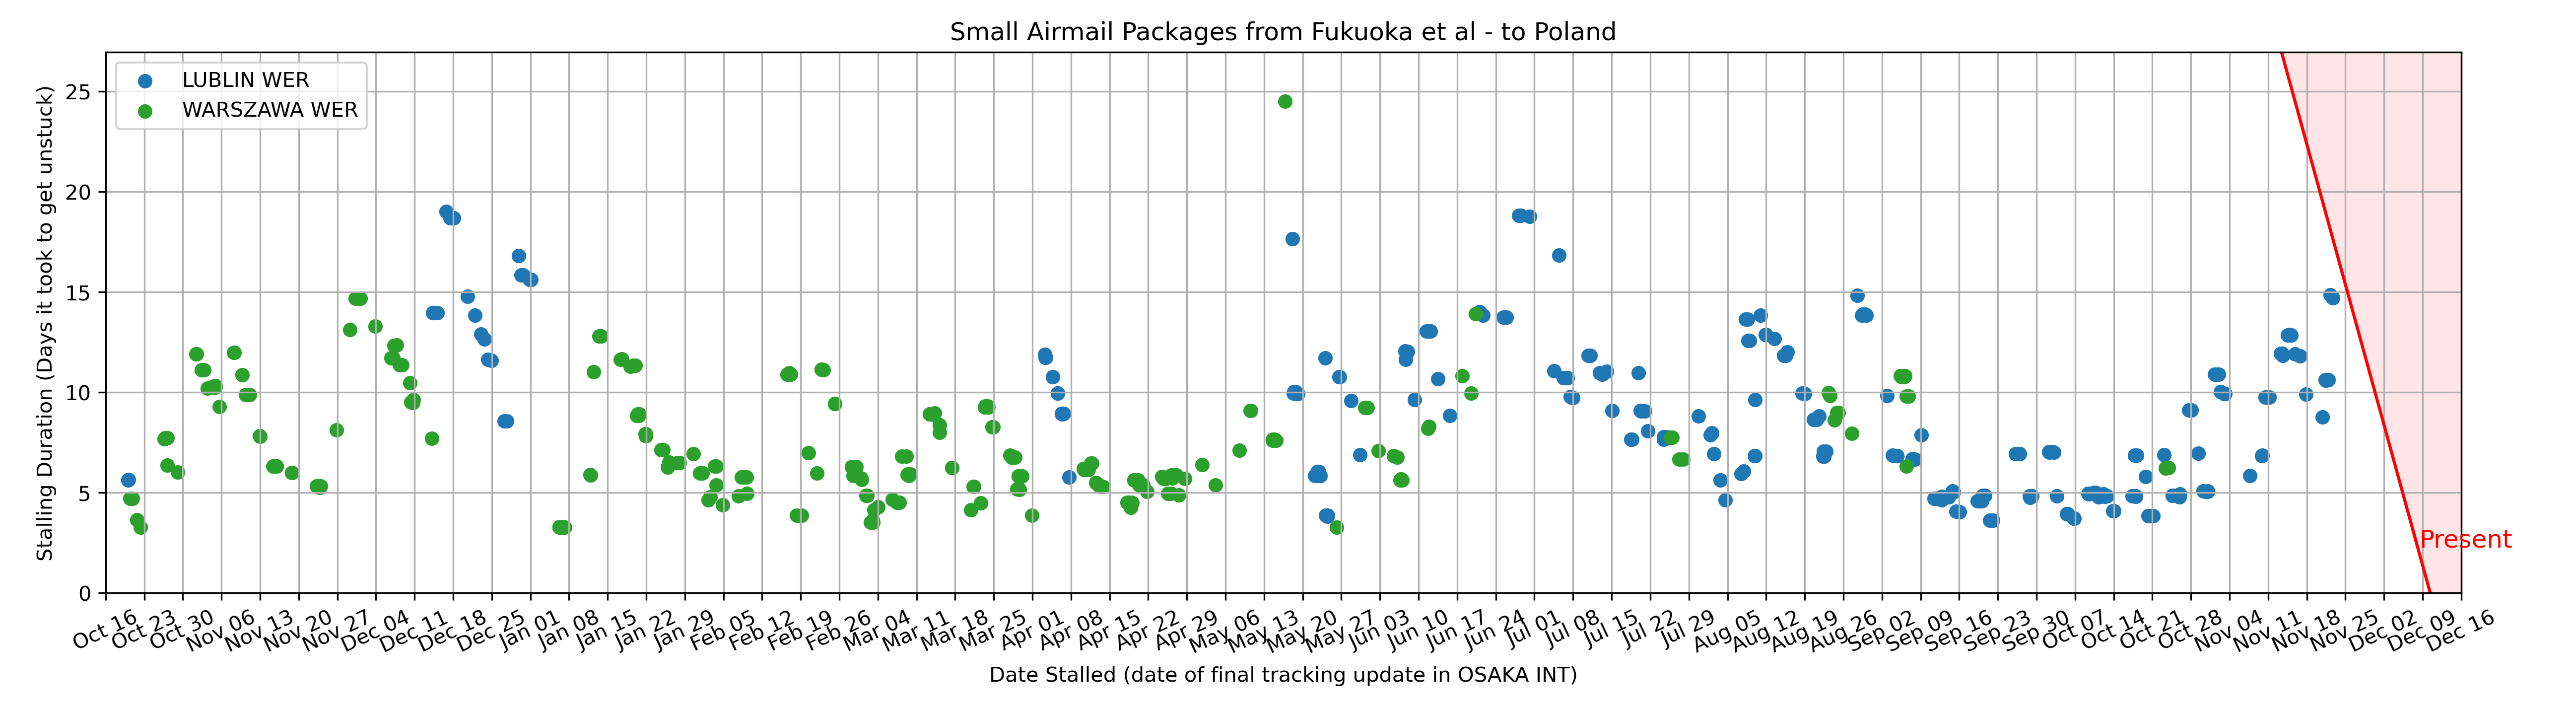 Small Airmail Packages from Fukuoka et al - to Poland
LUBLIN WER
WARSZAWA WER
Stalling Duration (Days it took to get unstuck)
25
20
15
10
5
0
Present
Oct 16 Oct 23 Oct 30 Nov 06 Nov 13 Nov 20 Nov 27 Dec 04 Dec 11 Dec 18 Dec 25 Jan 01 Jan 08 Jan 15 Jan 22 Jan 29 Feb 05 Feb 12 Feb 19 Feb 26 Mar 04 Mar 11 Mar 18 Mar 25 Apr 01 Apr 08 Apr 15 Apr 22 Apr 29 May 06 May 13 May 20 May 27 Jun 03 Jun 10 Jun 17 Jun 24 Jul 01 Jul 08 Jul 15 Jul 22 Jul 29 Aug 05 Aug 12 Aug 19 Aug 26 Sep 02 Sep 09 Sep 16 Sep 23 Sep 30 Oct 07 Oct 14 Oct 21 Oct 28 Nov 04 Nov 11 Nov 18 Nov 25 Dec 02 Dec 09 Dec 16
Date Stalled (date of final tracking update in OSAKA INT)